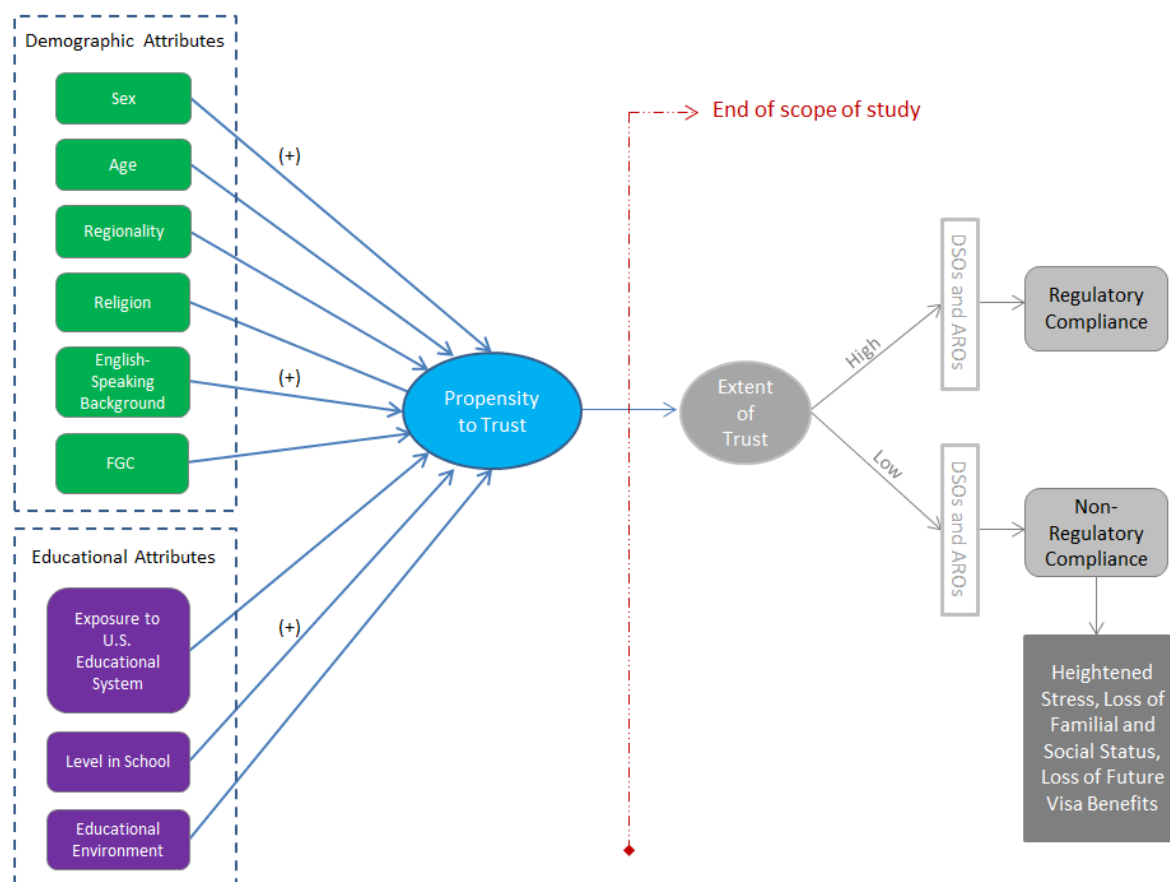 Demographic Attributes
Sex
Age
Regionality
Religion
English-
Speaking
Background
FGC
(+)
(+)
Educational Attributes
Exposure to
U.S.
Educational
System
Level in School
Educational
Environment
(+)
Propensity
to Trust
End of scope of study
Extent
of
Trust
High
Low
DSOs and AROs
Regulatory
Compliance
DSOs and AROs
Non-
Regulatory
Compliance
Heightened
Stress, Loss of
Familial and
Social Status,
Loss of Future
Visa Benefits